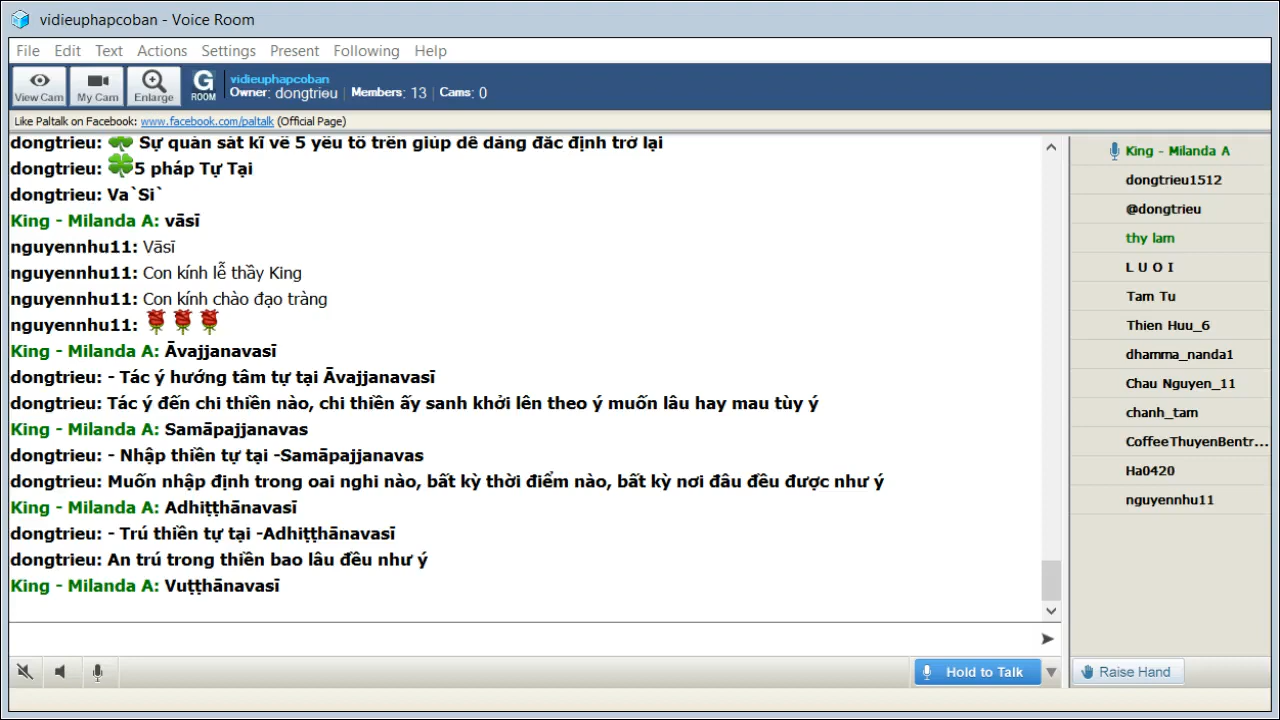 vidieuphapcoban - Voice Room
File Edit Text Actions Settings Present Following Help
View Cam My Cam Enlarge G ROOM vidieuphapcoban
Owner: dongtrieu | Members: 13 | Cams: 0
Like Paltalk on Facebook: www.facebook.com/paltalk (Official Page)
dongtrieu: Sự quán sát kĩ về 5 yếu tố trên giúp dễ dàng đắc định trở lại
dongtrieu: 5 pháp Tự Tại
dongtrieu: Va`Si`
King - Milanda A: vāsī
nguyennhu11: Vāsī
nguyennhu11: Con kính lễ thầy King
nguyennhu11: Con kính chào đạo tràng
nguyennhu11:
King - Milanda A: Āvajjanavasī
dongtrieu: - Tác ý hướng tâm tự tại Āvajjanavasī
dongtrieu: Tác ý đến chi thiền nào, chi thiền ấy sanh khởi lên theo ý muốn lâu hay mau tùy ý
King - Milanda A: Samāpajjanavas
dongtrieu: - Nhập thiền tự tại -Samāpajjanavas
dongtrieu: Muốn nhập định trong oai nghi nào, bất kỳ thời điểm nào, bất kỳ nơi đâu đều được như ý
King - Milanda A: Adhiṭṭhānavasī
dongtrieu: - Trú thiền tự tại -Adhiṭṭhānavasī
dongtrieu: An trú trong thiền bao lâu đều như ý
King - Milanda A: Vuṭṭhānavasī
King - Milanda A
dongtrieu1512
@dongtrieu
thy lam
L U O I
Tam Tu
Thien Huu_6
dhamma_nanda1
Chau Nguyen_11
chanh_tam
CoffeeThuyenBentr...
Ha0420
nguyennhu11
Hold to Talk
Raise Hand